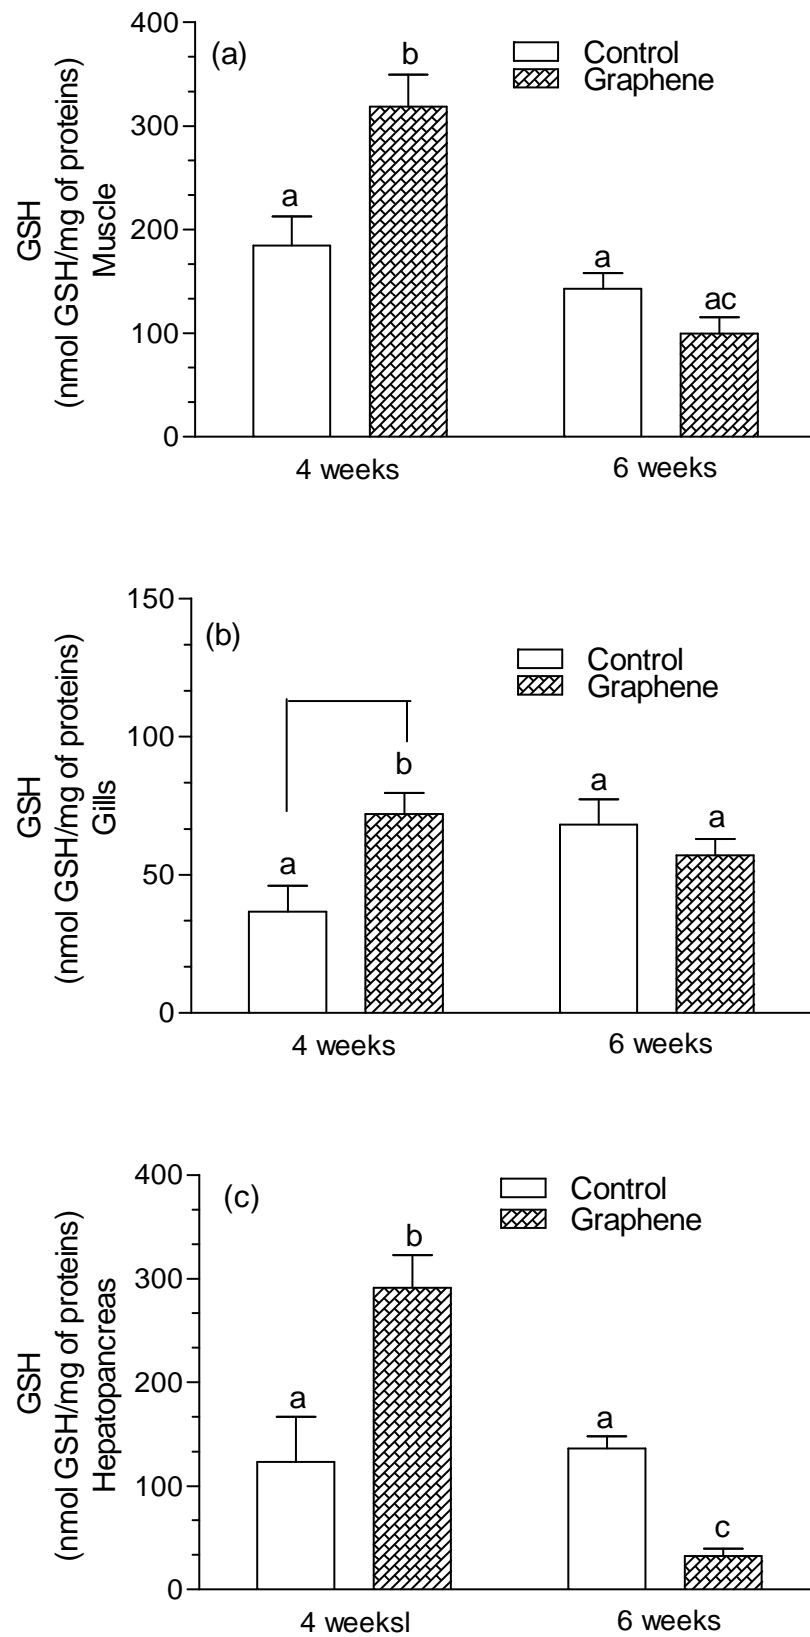 400
(a)
b
Control
Graphene
300
a
200
a
ac
100
0
GSH
(nmol GSH/mg of proteins)
Muscle
4 weeks
6 weeks
150
(b)
Control
Graphene
100
b
a
a
a
50
0
GSH
(nmol GSH/mg of proteins)
Gills
4 weeks
6 weeks
400
(c)
Control
Graphene
b
300
200
a
a
100
c
0
GSH
(nmol GSH/mg of proteins)
Hepatopancreas
4 weeksl
6 weeks